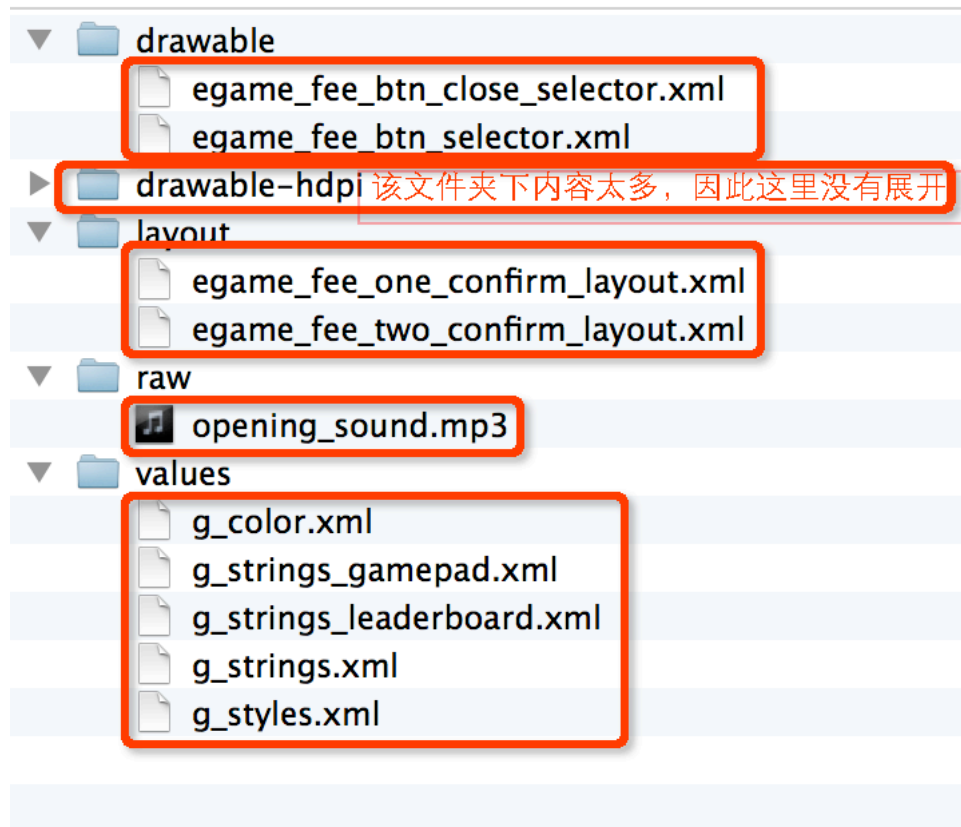 drawable
egame_fee_btn_close_selector.xml
egame_fee_btn_selector.xml
drawable-hdpi 该文件夹下内容太多，因此这里没有展开
layout
egame_fee_one_confirm_layout.xml
egame_fee_two_confirm_layout.xml
raw
opening_sound.mp3
values
g_color.xml
g_strings_gamepad.xml
g_strings_leaderboard.xml
g_strings.xml
g_styles.xml